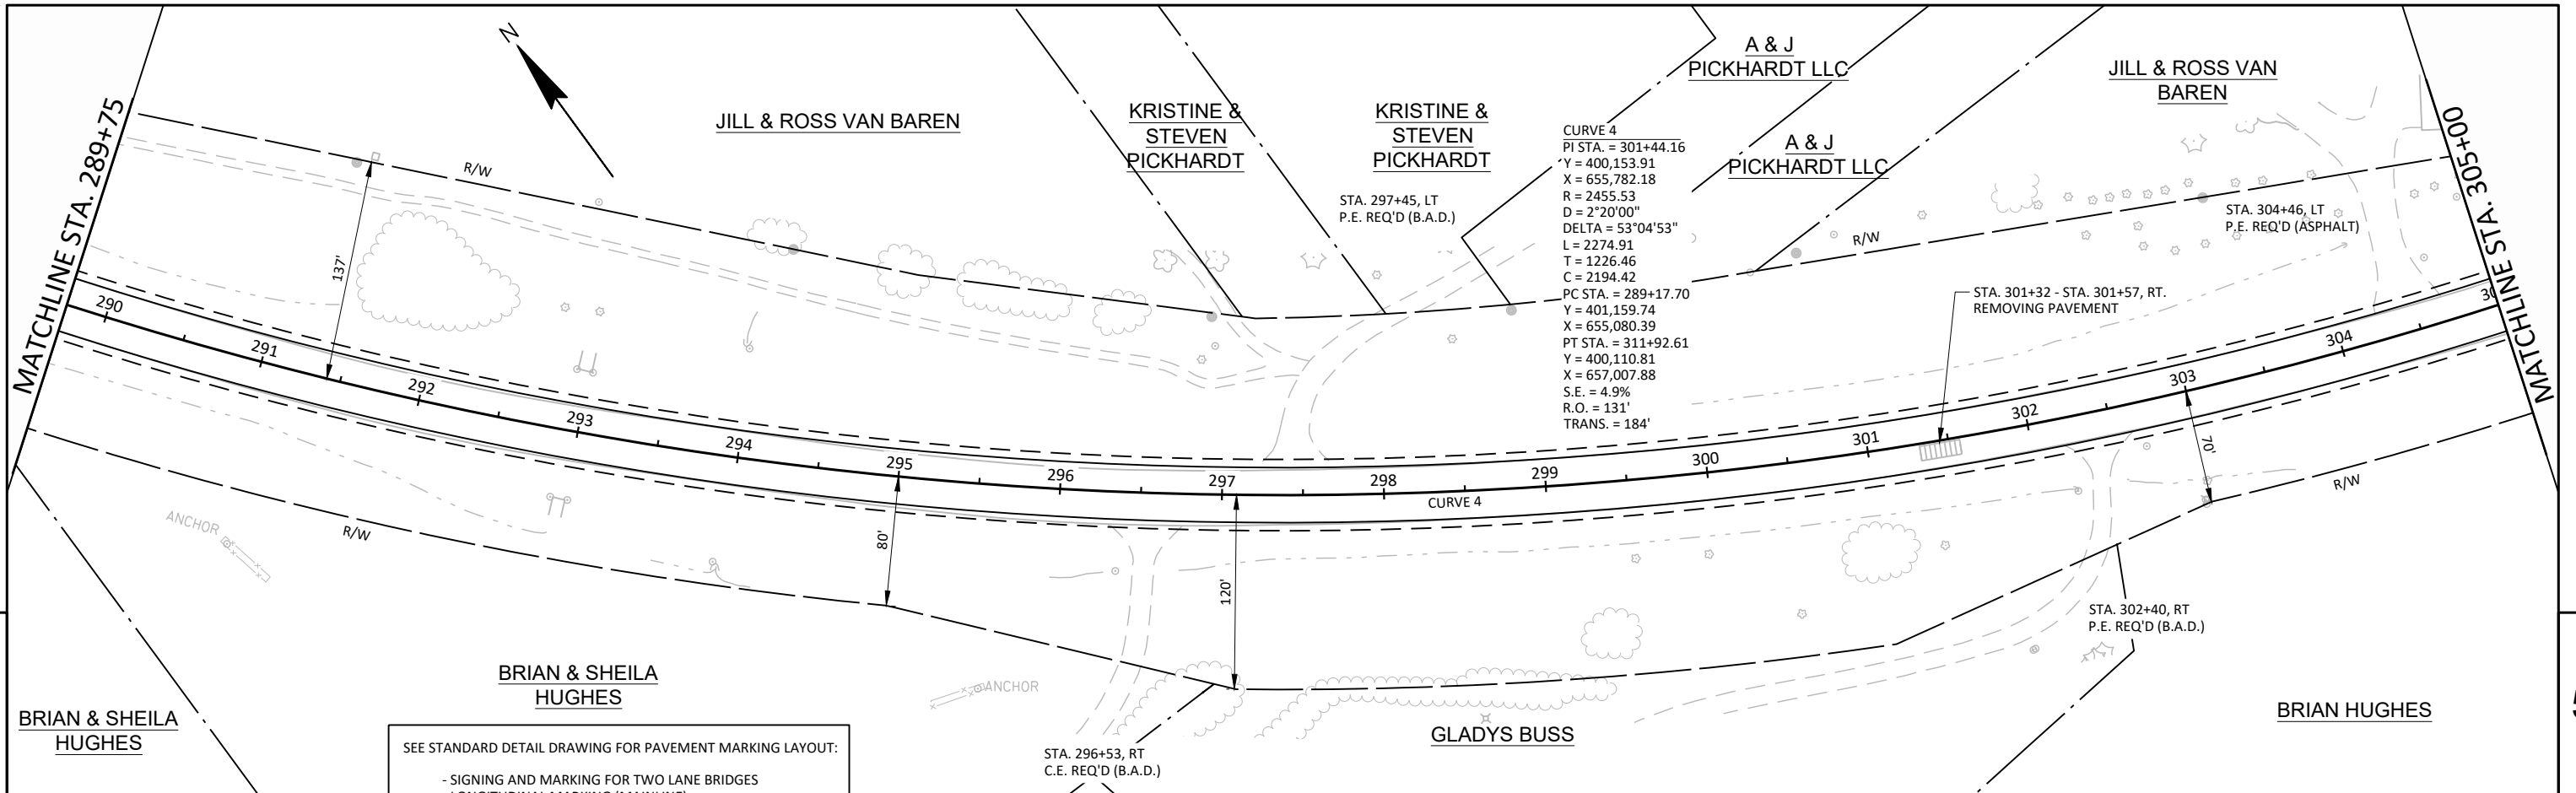 MATCHLINE STA. 289+75
N
JILL & ROSS VAN BAREN
KRISTINE &
STEVEN
PICKHARDT
KRISTINE &
STEVEN
PICKHARDT
A & J
PICKHARDT LLC
A & J
PICKHARDT LLC
JILL & ROSS VAN
BAREN
MATCHLINE STA. 305+00
R/W
STA. 297+45, LT
P.E. REQ'D (B.A.D.)
CURVE 4
PI STA. = 301+44.16
Y = 400,153.91
X = 655,782.18
R = 2455.53
D = 2°20'00"
DELTA = 53°04'53"
L = 2274.91
T = 1226.46
C = 2194.42
PC STA. = 289+17.70
Y = 401,159.74
X = 655,080.39
PT STA. = 311+92.61
Y = 400,110.81
X = 657,007.88
S.E. = 4.9%
R.O. = 131'
TRANS. = 184'
R/W
STA. 304+46, LT
P.E. REQ'D (ASPHALT)
STA. 301+32 - STA. 301+57, RT.
REMOVING PAVEMENT
137'
290
291
292
293
294
295
296
297
298
299
300
301
302
303
304
CURVE 4
80'
120'
70'
R/W
R/W
ANCHOR
ANCHOR
STA. 302+40, RT
P.E. REQ'D (B.A.D.)
BRIAN & SHEILA
HUGHES
BRIAN & SHEILA
HUGHES
GLADYS BUSS
BRIAN HUGHES
STA. 296+53, RT
C.E. REQ'D (B.A.D.)
SEE STANDARD DETAIL DRAWING FOR PAVEMENT MARKING LAYOUT:
- SIGNING AND MARKING FOR TWO LANE BRIDGES